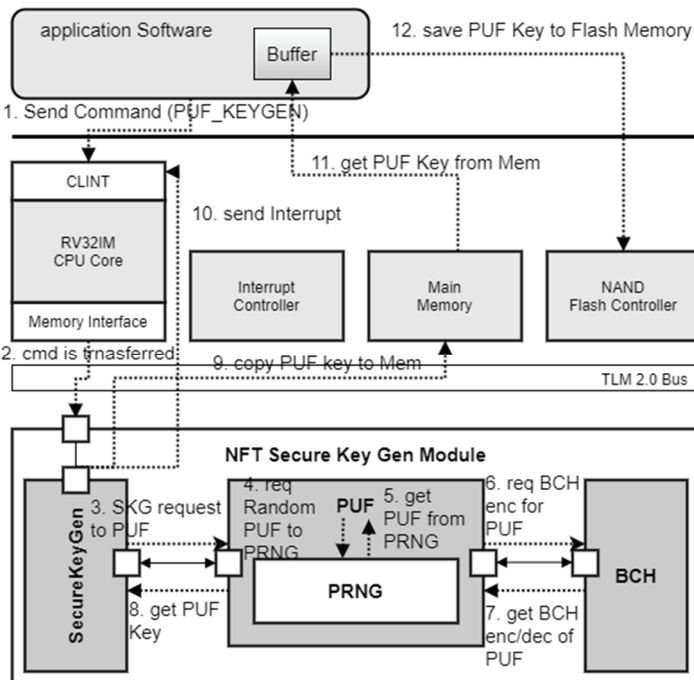 application Software
Buffer
12. save PUF Key to Flash Memory
1. Send Command (PUF_KEYGEN)
CLINT
11. get PUF Key from Mem
10. send Interrupt
RV32IM
CPU Core
Interrupt
Controller
Main
Memory
NAND
Flash Controller
Memory Interface
2. cmd is trnasferred
9. copy PUF key to Mem
TLM 2.0 Bus
NFT Secure Key Gen Module
SecureKeyGen
3. SKG request
to PUF
4. req
Random
PUF to
PRNG
PUF
5. get
PUF from
PRNG
6. req BCH
enc for
PUF
PRNG
BCH
8. get PUF
Key
7. get BCH
enc/dec of
PUF